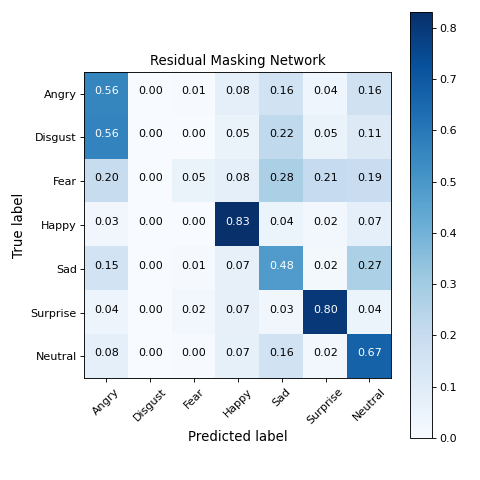 Residual Masking Network
Angry 0.56 0.00 0.01 0.08 0.16 0.04 0.16
Disgust 0.56 0.00 0.00 0.05 0.22 0.05 0.11
Fear 0.20 0.00 0.05 0.08 0.28 0.21 0.19
Happy 0.03 0.00 0.00 0.83 0.04 0.02 0.07
Sad 0.15 0.00 0.01 0.07 0.48 0.02 0.27
Surprise 0.04 0.00 0.02 0.07 0.03 0.80 0.04
Neutral 0.08 0.00 0.00 0.07 0.16 0.02 0.67
Angry Disgust Fear Happy Sad Surprise Neutral
True label
Predicted label
0.8
0.7
0.6
0.5
0.4
0.3
0.2
0.1
0.0